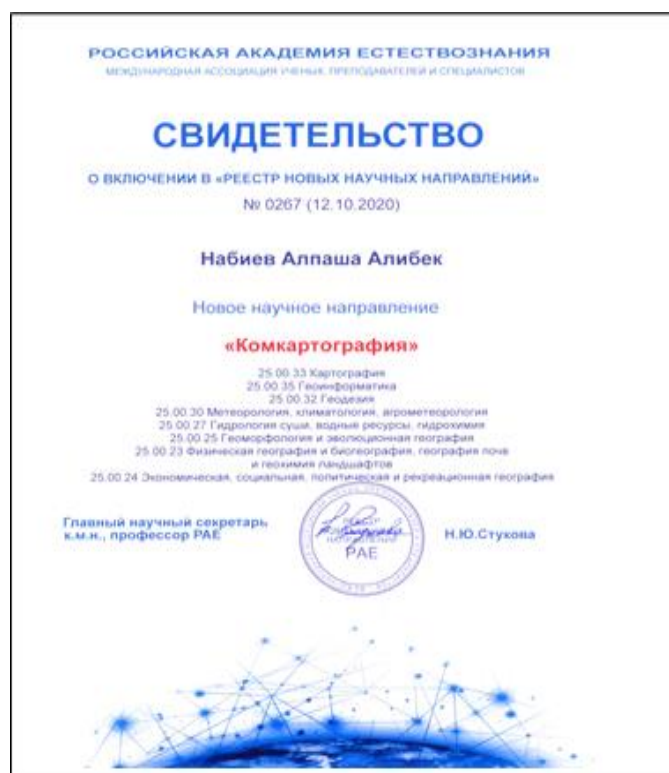 РОССИЙСКАЯ АКАДЕМИЯ ЕСТЕСТВОЗНАНИЯ
МЕЖДУНАРОДНАЯ АССОЦИАЦИЯ УЧЕНЫХ, ПРЕПОДАВАТЕЛЕЙ И СПЕЦИАЛИСТОВ
СВИДЕТЕЛЬСТВО
О ВКЛЮЧЕНИИ В «РЕЕСТР НОВЫХ НАУЧНЫХ НАПРАВЛЕНИЙ»
№ 0267 (12.10.2020)
Набиев Алпаша Алибек
Новое научное направление
«Комкартография»
25.00.33 Картография
25.00.35 Геоинформатика
25.00.32 Геодезия
25.00.30 Метеорология, климатология, агрометеорология
25.00.27 Гидрология суши, водные ресурсы, гидрохимия
25.00.25 Геоморфология и эволюционная география
25.00.23 Физическая география и биогеография, география почв
и геохимия ландшафтов
25.00.24 Экономическая, социальная, политическая и рекреационная география
Главный научный секретарь
к.м.н., профессор РАЕ
РЕЕСТР
НАПРАВЛЕНИЙ
РАЕ
Н.Ю.Стукова